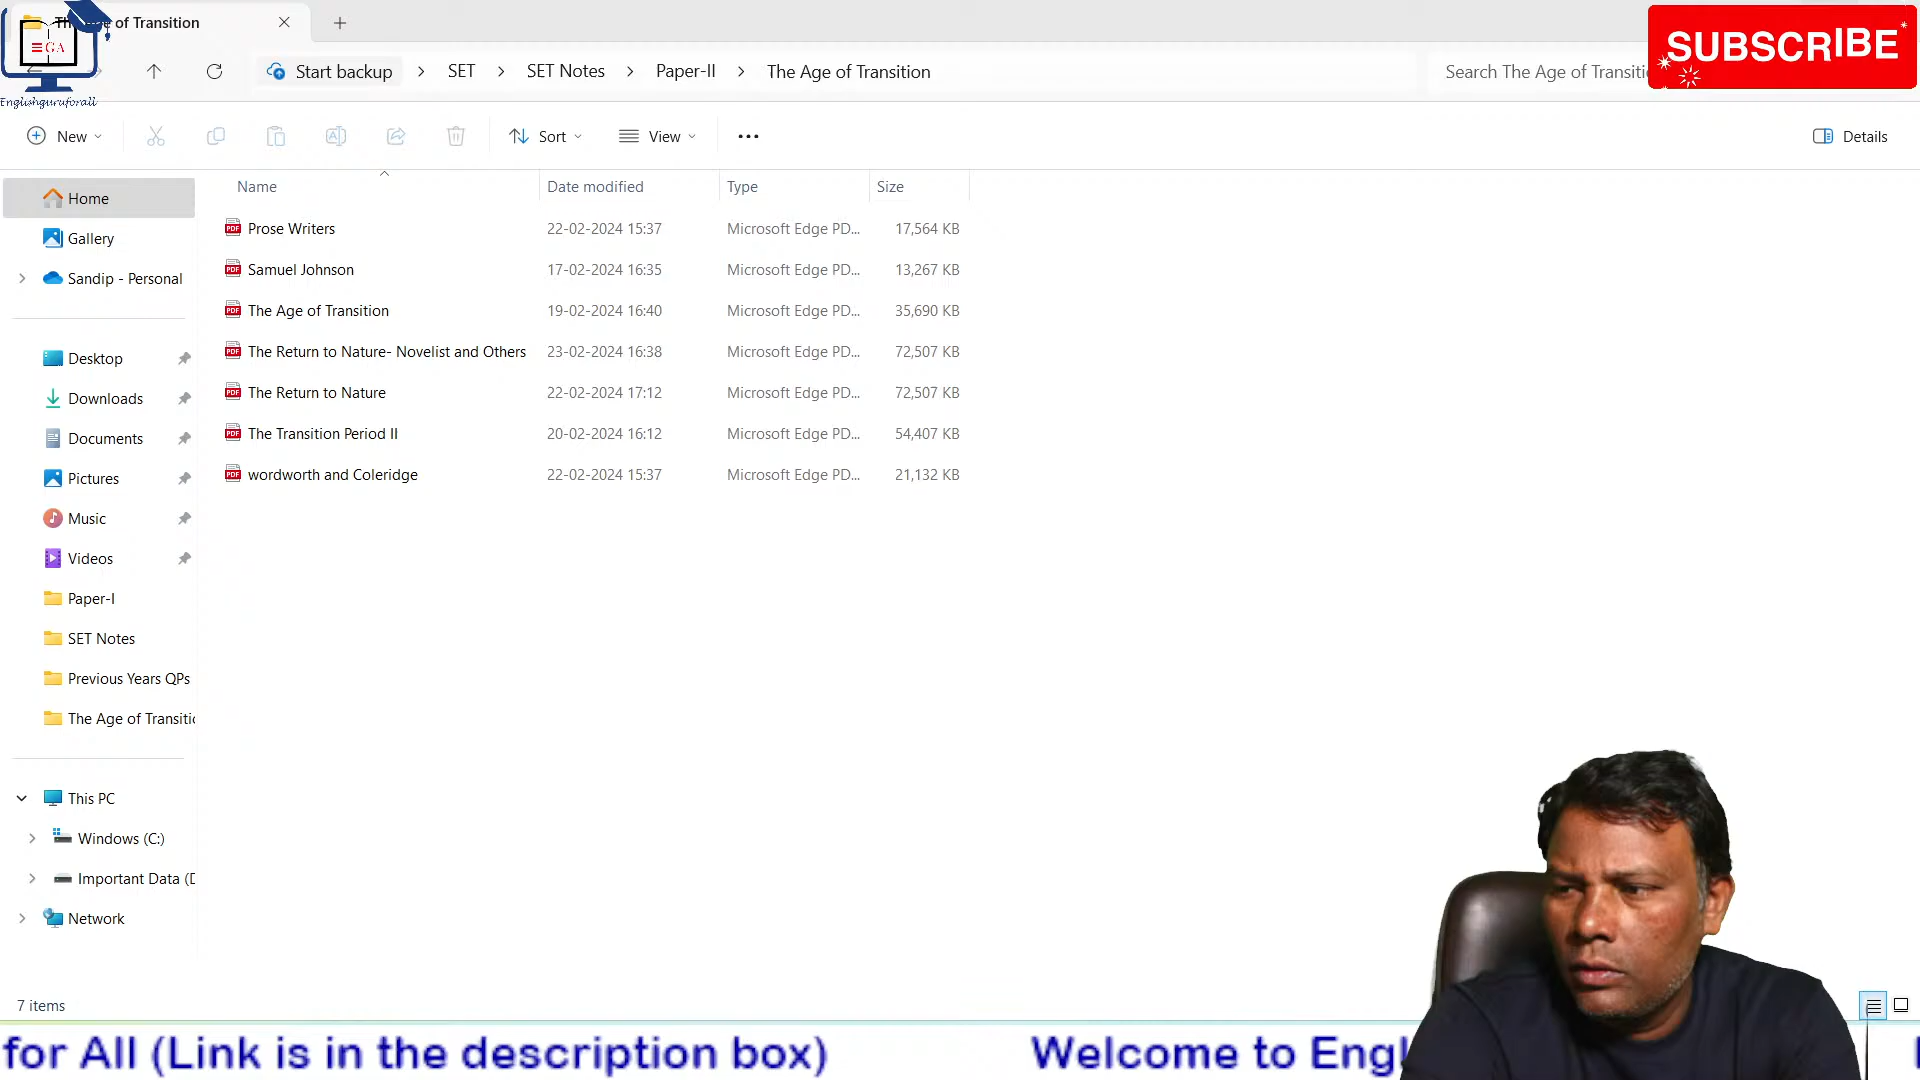 The Age of Transition
EGA
Englishguruforall
SUBSCRIBE
Start backup > SET > SET Notes > Paper-II > The Age of Transition
Search The Age of Transiti
New
Sort
View
Details
Name Date modified Type Size
Prose Writers 22-02-2024 15:37 Microsoft Edge PD... 17,564 KB
Samuel Johnson 17-02-2024 16:35 Microsoft Edge PD... 13,267 KB
The Age of Transition 19-02-2024 16:40 Microsoft Edge PD... 35,690 KB
The Return to Nature- Novelist and Others 23-02-2024 16:38 Microsoft Edge PD... 72,507 KB
The Return to Nature 22-02-2024 17:12 Microsoft Edge PD... 72,507 KB
The Transition Period II 20-02-2024 16:12 Microsoft Edge PD... 54,407 KB
wordworth and Coleridge 22-02-2024 15:37 Microsoft Edge PD... 21,132 KB
Home
Gallery
Sandip - Personal
Desktop
Downloads
Documents
Pictures
Music
Videos
Paper-I
SET Notes
Previous Years QPs
The Age of Transitic
This PC
Windows (C:)
Important Data (D
Network
7 items
for All (Link is in the description box) Welcome to Engl